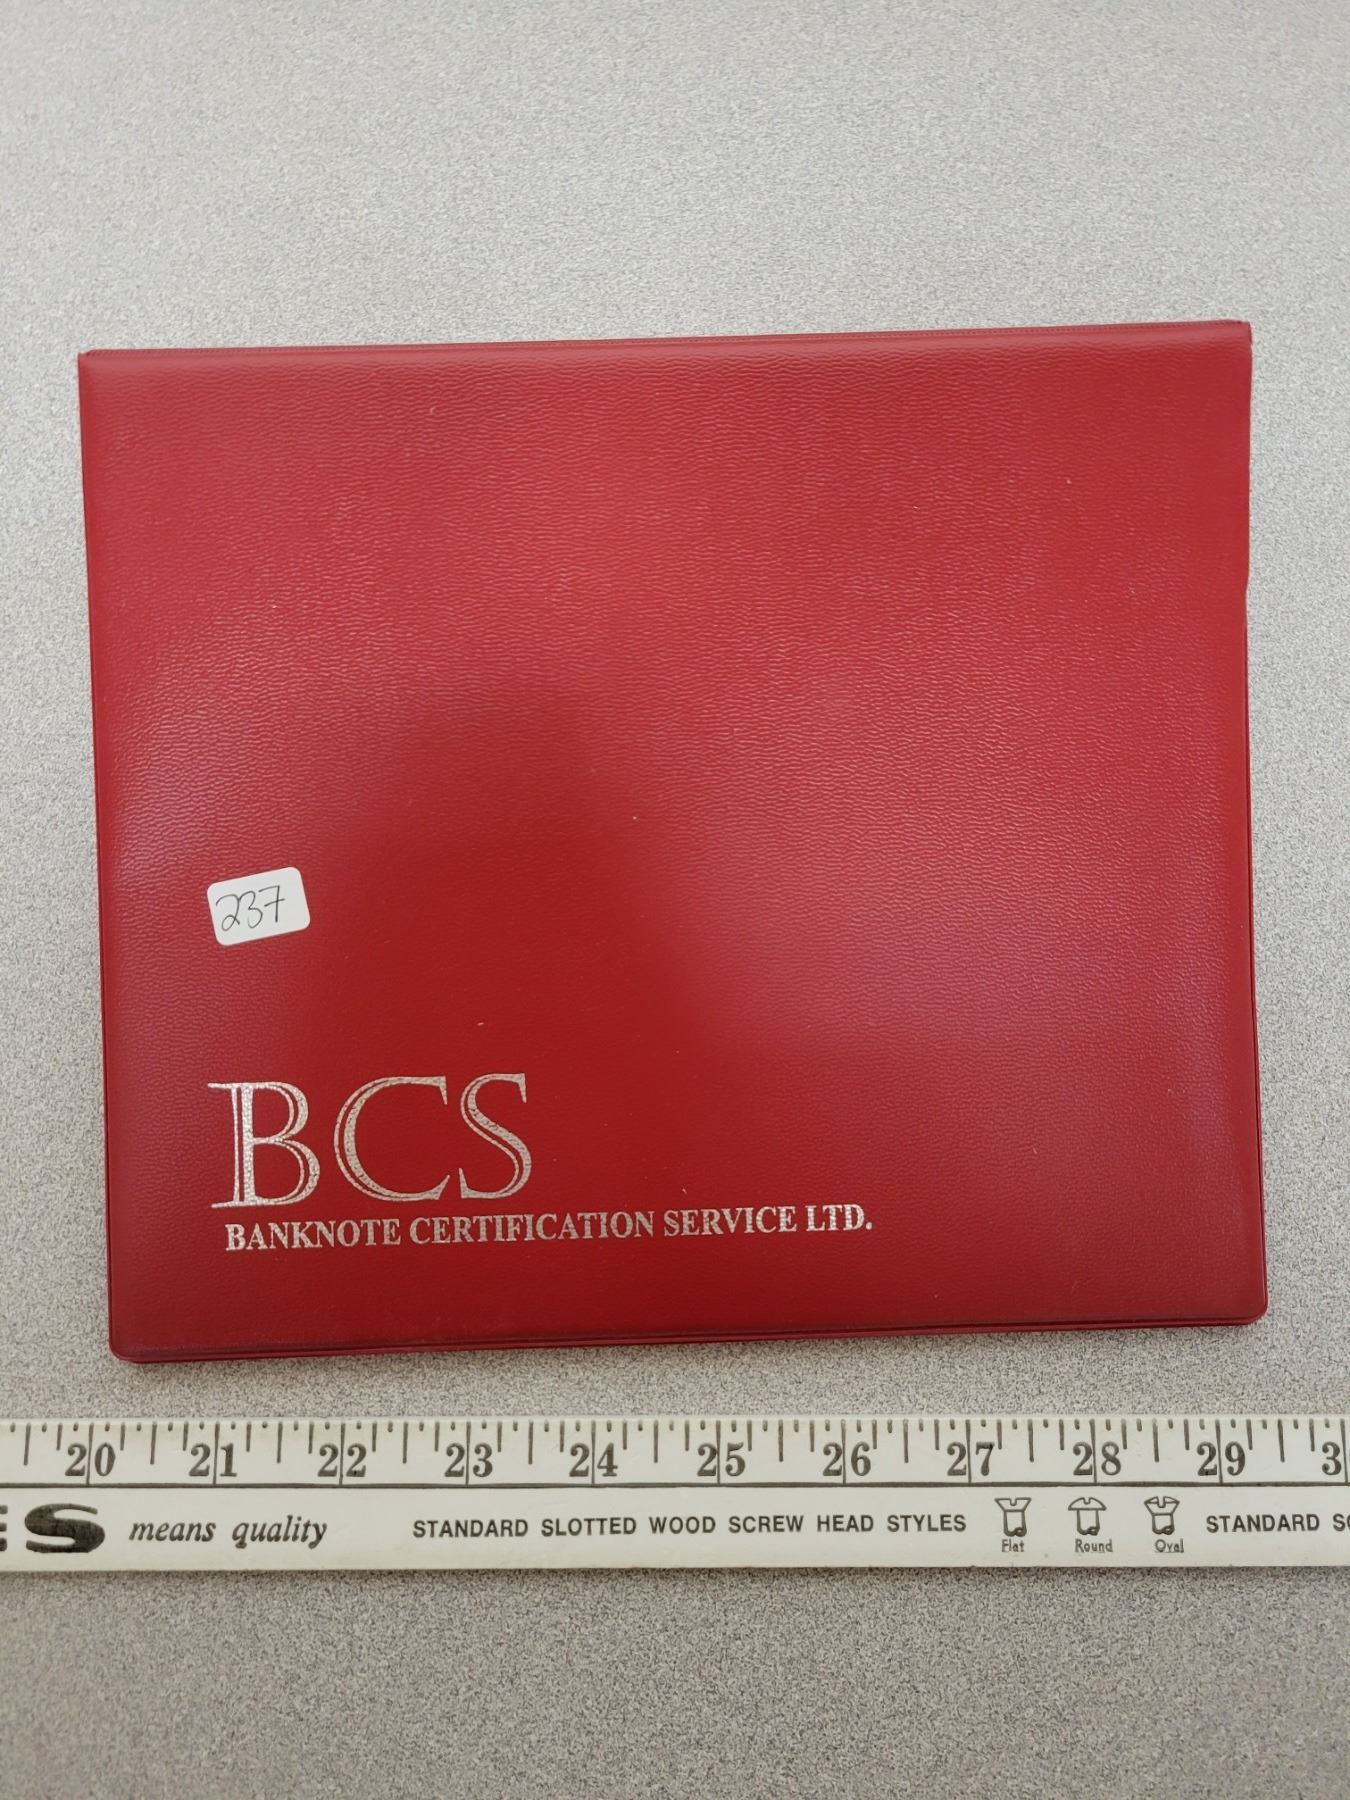 237
BCS
BANKNOTE CERTIFICATION SERVICE LTD.
20 21 22 23 24 25 26 27 28 29
ES means quality STANDARD SLOTTED WOOD SCREW HEAD STYLES Flat Round Oval STANDARD